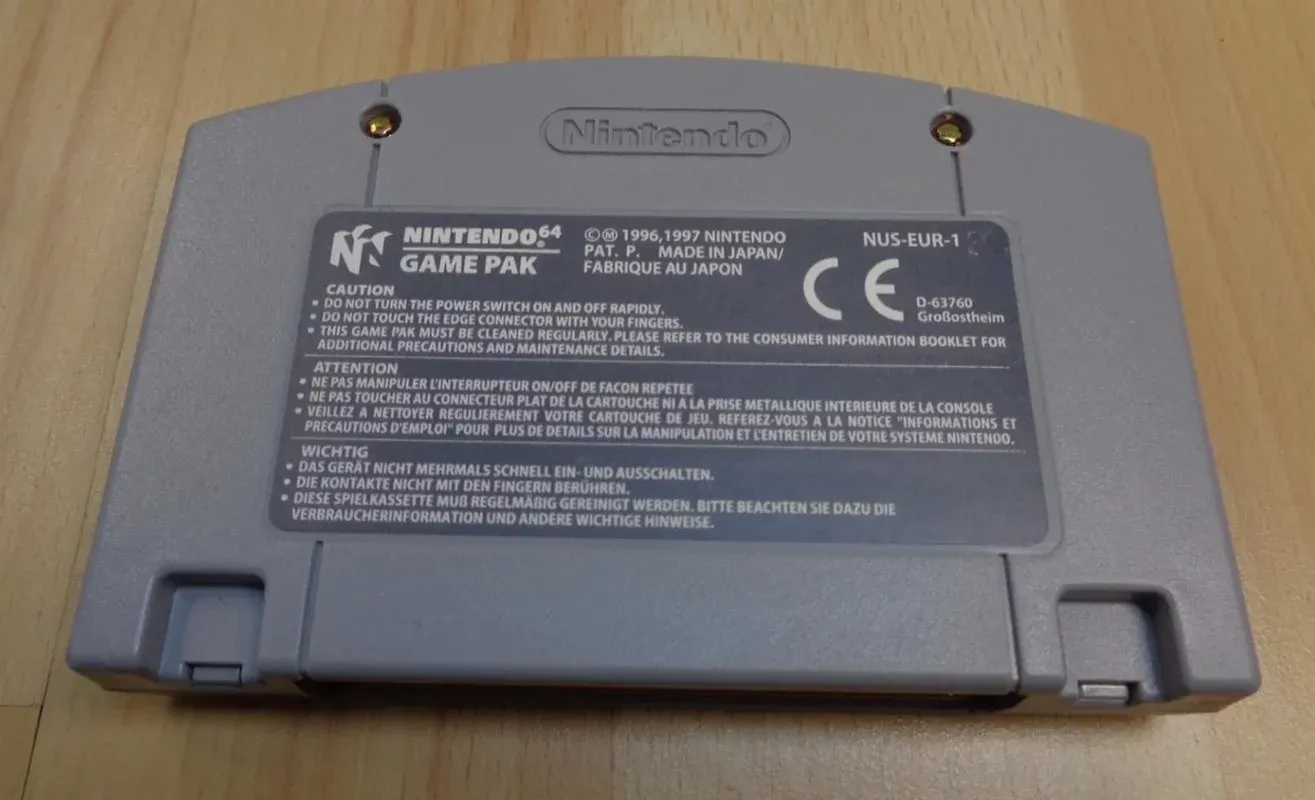 Nintendo
NINTENDO64
GAME PAK
©Ⓜ 1996,1997 NINTENDO
PAT. P. MADE IN JAPAN/
FABRIQUE AU JAPON
NUS-EUR-1
CE
D-63760
Großostheim
CAUTION
• DO NOT TURN THE POWER SWITCH ON AND OFF RAPIDLY.
• DO NOT TOUCH THE EDGE CONNECTOR WITH YOUR FINGERS.
• THIS GAME PAK MUST BE CLEANED REGULARLY. PLEASE REFER TO THE CONSUMER INFORMATION BOOKLET FOR
ADDITIONAL PRECAUTIONS AND MAINTENANCE DETAILS.
ATTENTION
• NE PAS MANIPULER L'INTERRUPTEUR ON/OFF DE FACON REPETEE
• NE PAS TOUCHER AU CONNECTEUR PLAT DE LA CARTOUCHE NI A LA PRISE METALLIQUE INTERIEURE DE LA CONSOLE
• VEILLEZ A NETTOYER REGULIEREMENT VOTRE CARTOUCHE DE JEU. REFEREZ-VOUS A LA NOTICE "INFORMATIONS ET
PRECAUTIONS D'EMPLOI" POUR PLUS DE DETAILS SUR LA MANIPULATION ET L'ENTRETIEN DE VOTRE SYSTEME NINTENDO.
WICHTIG
• DAS GERÄT NICHT MEHRMALS SCHNELL EIN- UND AUSSCHALTEN.
• DIE KONTAKTE NICHT MIT DEN FINGERN BERÜHREN.
• DIESE SPIELKASSETTE MUß REGELMÄßIG GEREINIGT WERDEN. BITTE BEACHTEN SIE DAZU DIE
VERBRAUCHERINFORMATION UND ANDERE WICHTIGE HINWEISE.